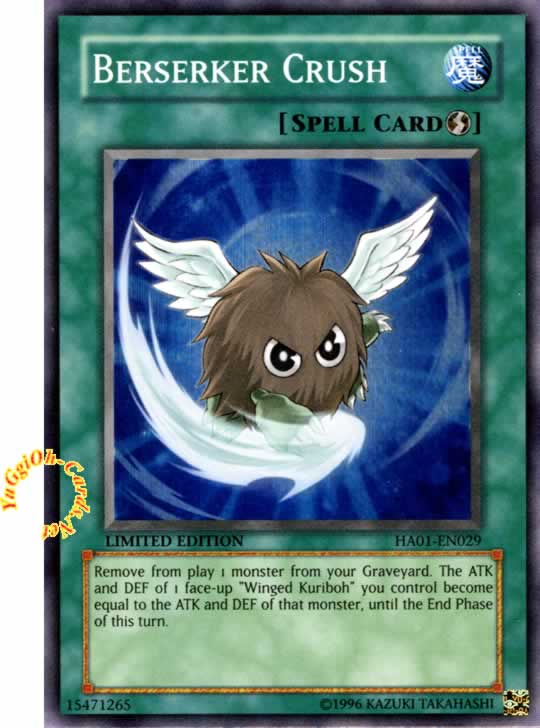 BERSERKER CRUSH
魔
[SPELL CARD]
YuGgiOh-Cards.Net
LIMITED EDITION HA01-EN029
Remove from play 1 monster from your Graveyard. The ATK
and DEF of 1 face-up "Winged Kuriboh" you control become
equal to the ATK and DEF of that monster, until the End Phase
of this turn.
15471265 ©1996 KAZUKI TAKAHASHI